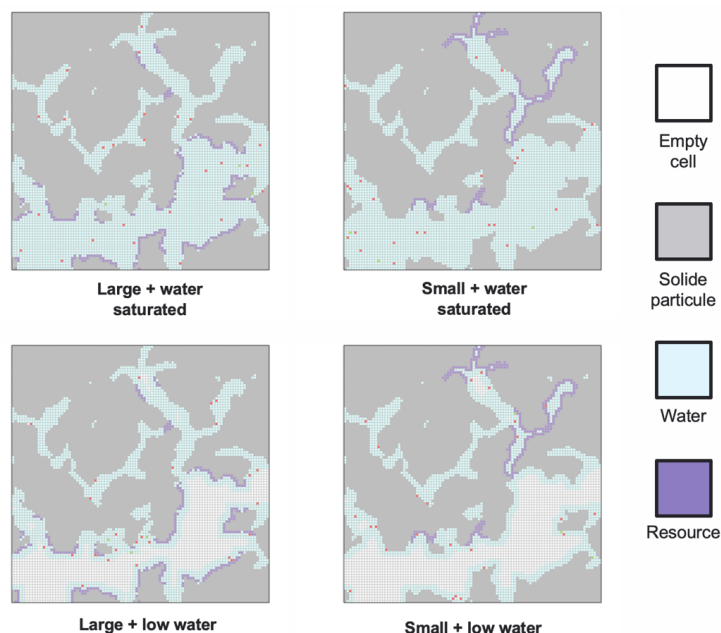 Large + water
saturated
Small + water
saturated
Large + low water
Small + low water
Empty
cell
Solide
particule
Water
Resource